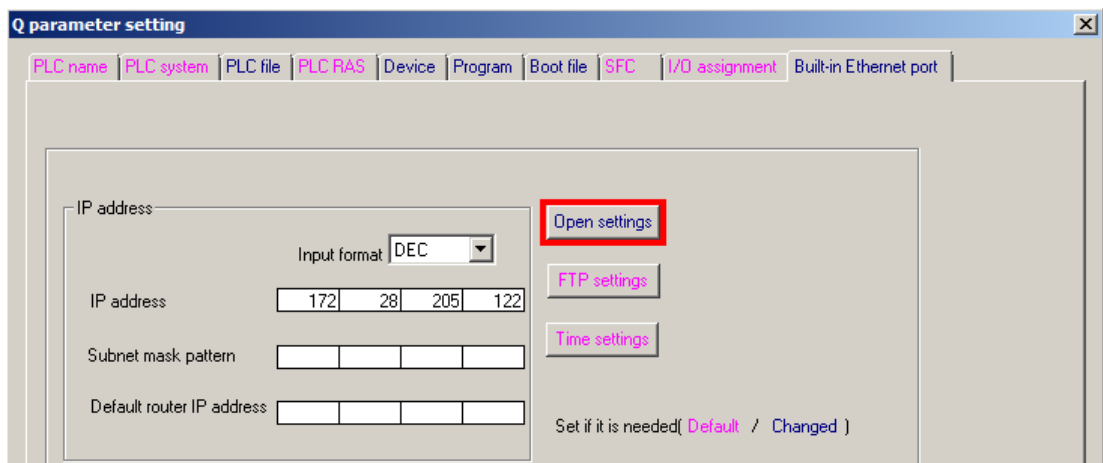 Q parameter setting
PLC name PLC system PLC file PLC RAS Device Program Boot file SFC I/O assignment Built-in Ethernet port
IP address
Open settings
Input format DEC
FTP settings
IP address 172 28 205 122
Time settings
Subnet mask pattern
Default router IP address
Set if it is needed( Default / Changed )